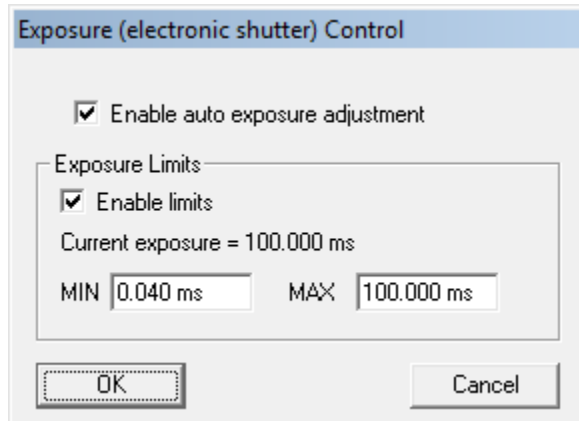 Exposure (electronic shutter) Control
Enable auto exposure adjustment
Exposure Limits
Enable limits
Current exposure = 100.000 ms
MIN 0.040 ms MAX 100.000 ms
OK Cancel